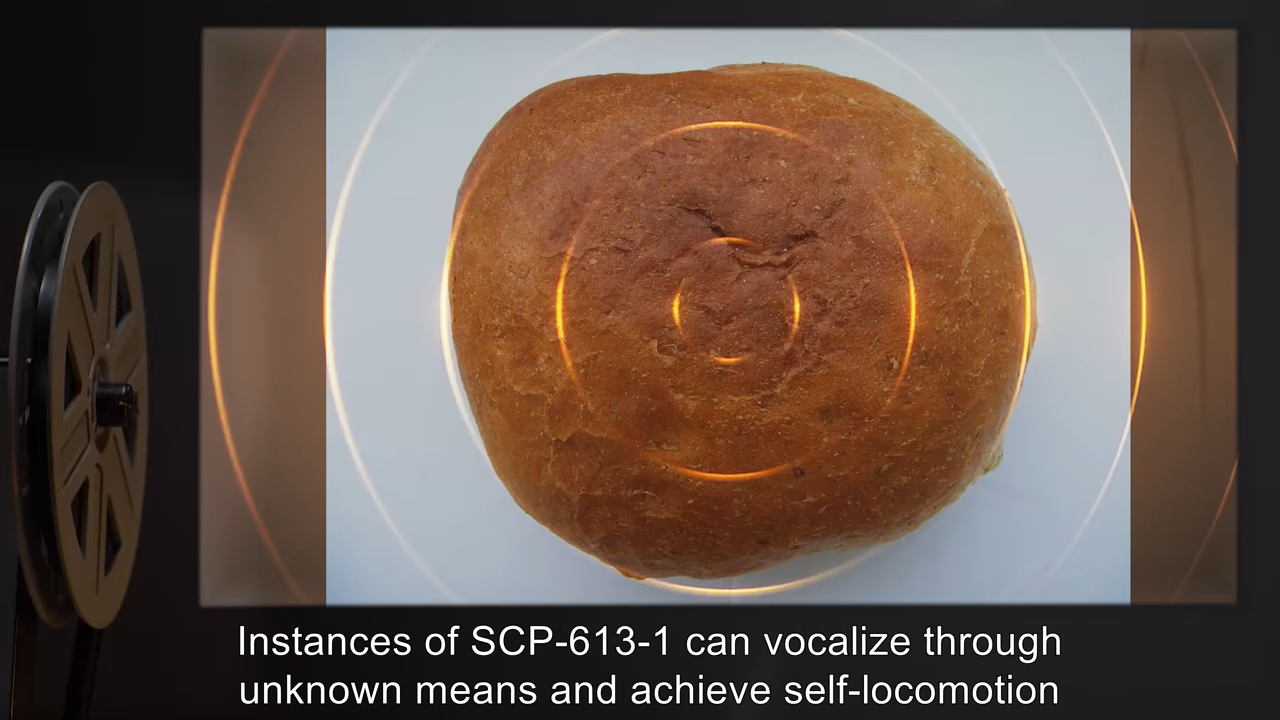 Instances of SCP-613-1 can vocalize through
unknown means and achieve self-locomotion